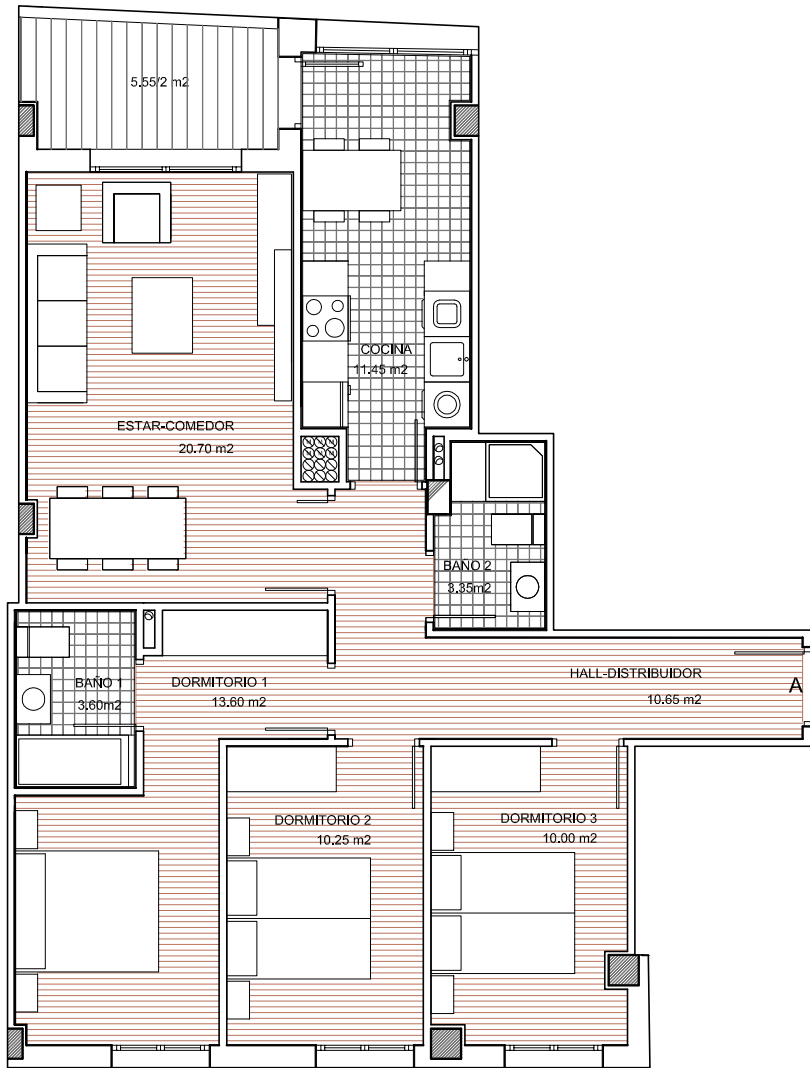 5.55/2 m2
COCINA
11.45 m2
ESTAR-COMEDOR
20.70 m2
BAÑO 2
3.35m2
BAÑO 1
3.60m2
DORMITORIO 1
13.60 m2
HALL-DISTRIBUIDOR
10.65 m2
A
DORMITORIO 2
10.25 m2
DORMITORIO 3
10.00 m2